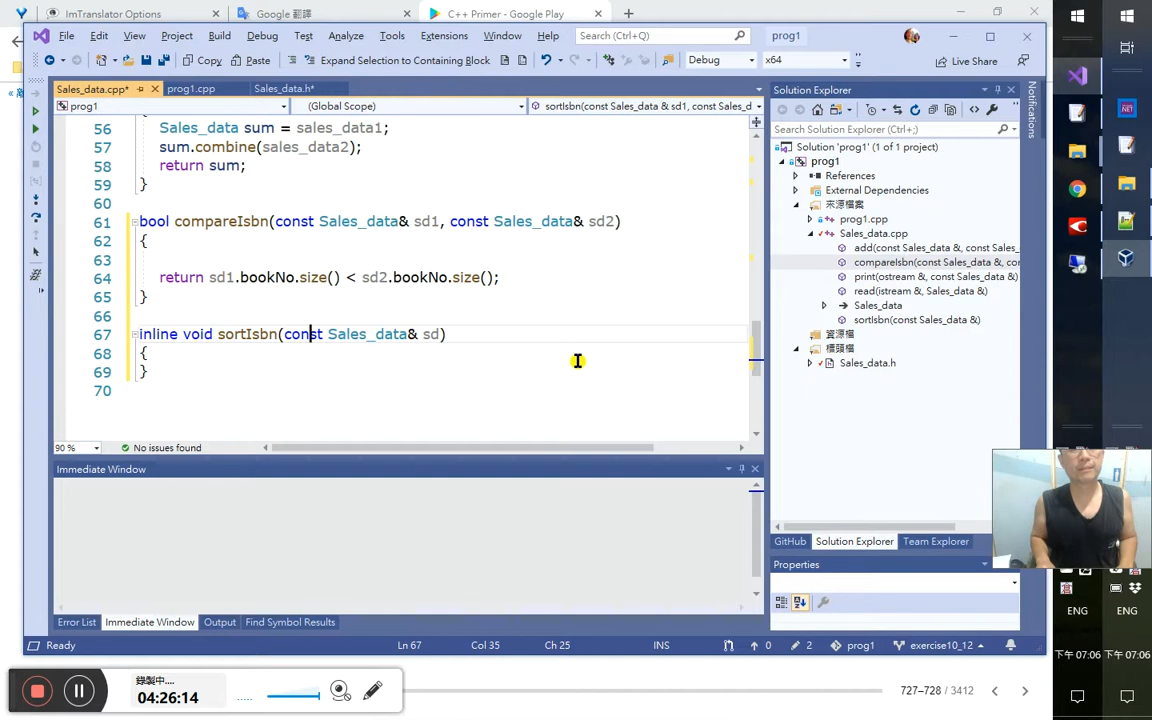 ImTranslator Options
Google 翻譯
C++ Primer - Google Play
File Edit View Project Build Debug Test Analyze Tools Extensions Window Help
Search (Ctrl+Q)
prog1
Copy Paste Expand Selection to Containing Block Debug x64 Live Share
Sales_data.cpp* prog1.cpp Sales_data.h*
prog1 (Global Scope) sortIsbn(const Sales_data & sd1, const Sales_d
56 Sales_data sum = sales_data1;
57 sum.combine(sales_data2);
58 return sum;
59 }
60
61 bool compareIsbn(const Sales_data& sd1, const Sales_data& sd2)
62 {
63
64 return sd1.bookNo.size() < sd2.bookNo.size();
65 }
66
67 inline void sortIsbn(const Sales_data& sd)
68 {
69 }
70
90 % No issues found
Immediate Window
Error List Immediate Window Output Find Symbol Results
Ready Ln 67 Col 35 Ch 25 INS 0 2 prog1 exercise10_12
Solution Explorer
Search Solution Explorer (Ctrl+;)
Solution 'prog1' (1 of 1 project)
prog1
References
External Dependencies
來源檔案
prog1.cpp
Sales_data.cpp
add(const Sales_data &, const Sales_
compareIsbn(const Sales_data &, co
print(ostream &, const Sales_data &)
read(istream &, Sales_data &)
Sales_data
sortIsbn(const Sales_data &)
資源檔
標頭檔
Sales_data.h
GitHub Solution Explorer Team Explorer
Properties
Notifications
錄製中....
04:26:14
727–728 / 3412
.NET
ENG ENG
下午 07:06 下午 07:06